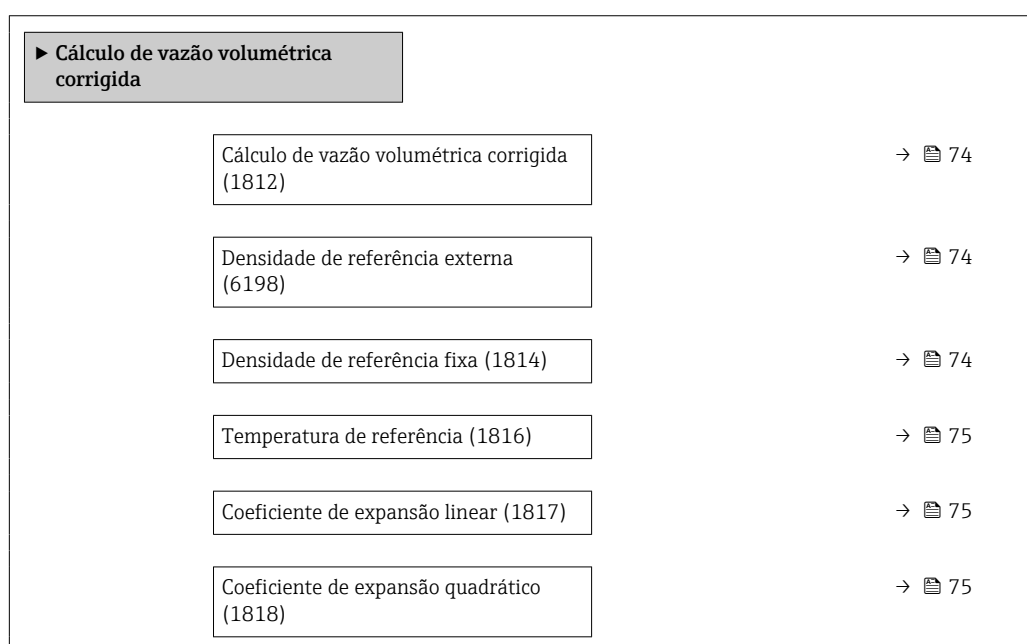 ▶ Cálculo de vazão volumétrica
corrigida
Cálculo de vazão volumétrica corrigida → 74
(1812)
Densidade de referência externa → 74
(6198)
Densidade de referência fixa (1814) → 74
Temperatura de referência (1816) → 75
Coeficiente de expansão linear (1817) → 75
Coeficiente de expansão quadrático → 75
(1818)